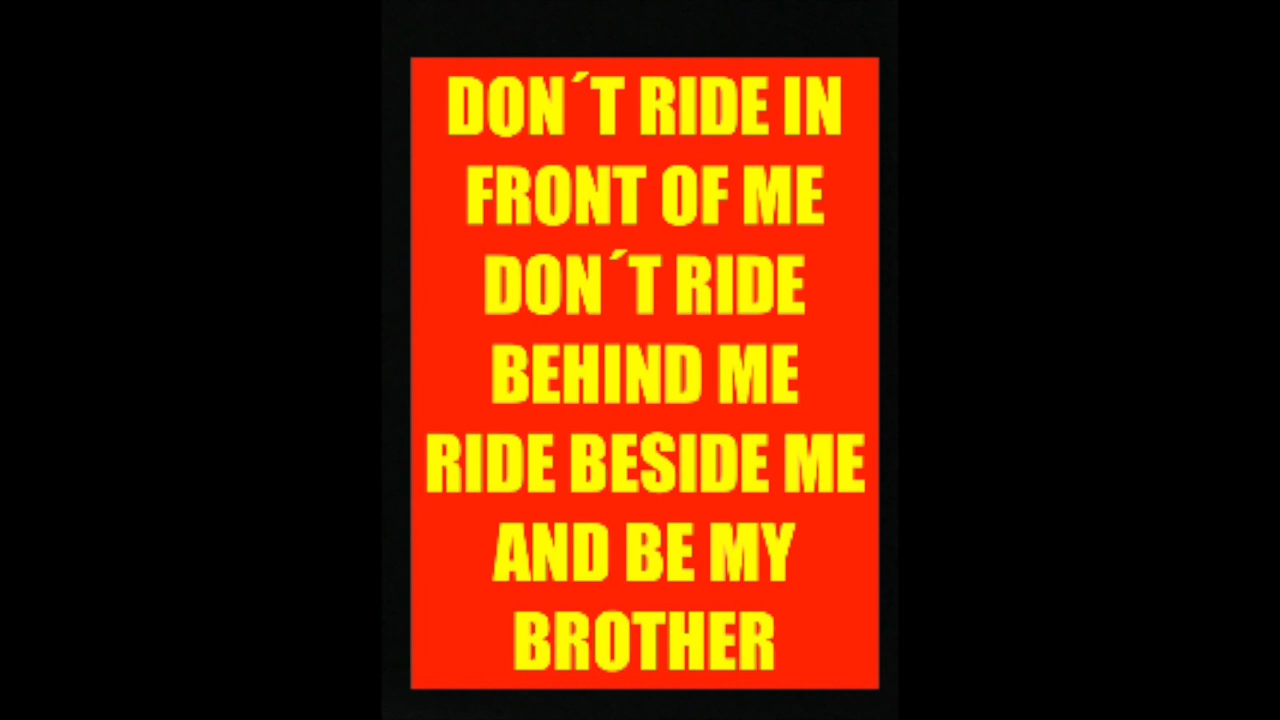 DON´T RIDE IN
FRONT OF ME
DON´T RIDE
BEHIND ME
RIDE BESIDE ME
AND BE MY
BROTHER